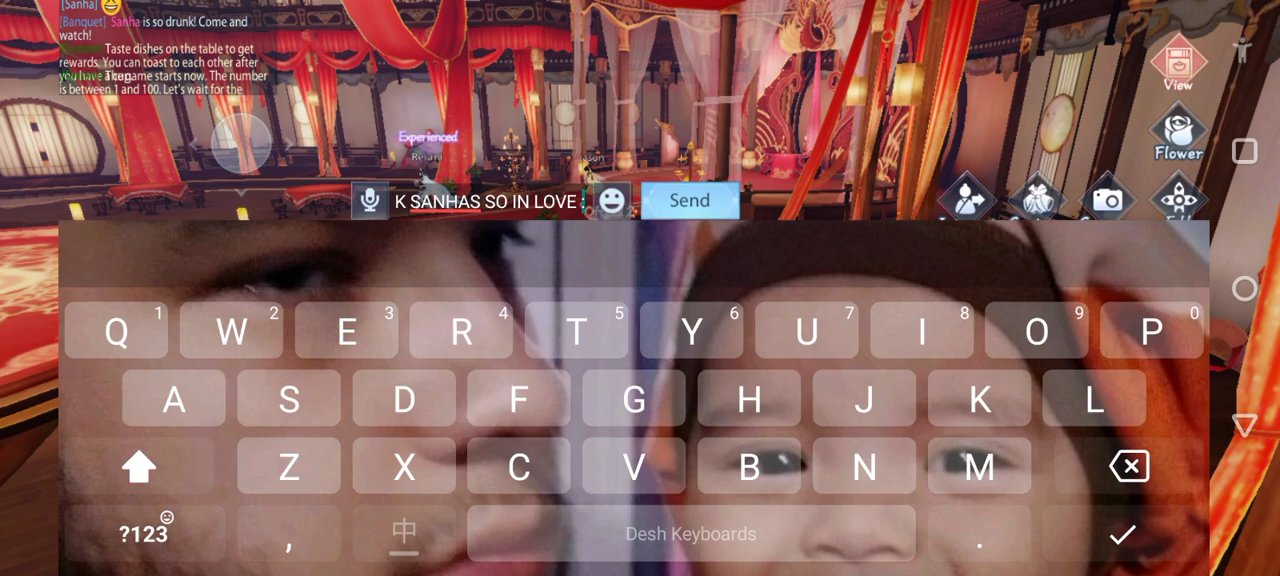 [Sanha]
[Banquet] Sanha is so drunk! Come and
watch!
Taste dishes on the table to get
rewards. You can toast to each other after
you have a cup.
game starts now. The number
is between 1 and 100. Let's wait for the
View
Flower
Experienced
K SANHAS SO IN LOVE :
Send
Q 1 W 2 E 3 R 4 T 5 Y 6 U 7 I 8 O 9 P 0
A S D F G H J K L
Z X C V B N M
?123 , 中 Desh Keyboards .